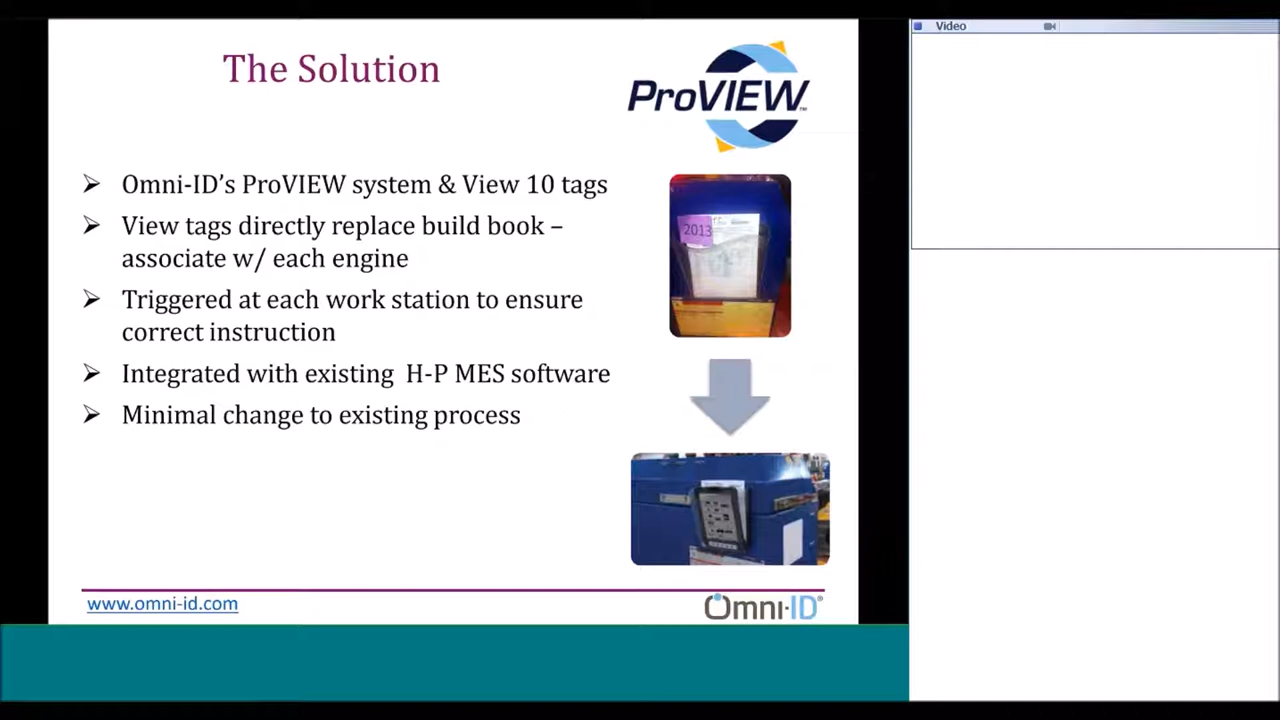 Video
The Solution
ProVIEW™
Omni-ID’s ProVIEW system & View 10 tags
View tags directly replace build book –
associate w/ each engine
2013
Triggered at each work station to ensure
correct instruction
Integrated with existing H-P MES software
Minimal change to existing process
www.omni-id.com
Omni-ID®